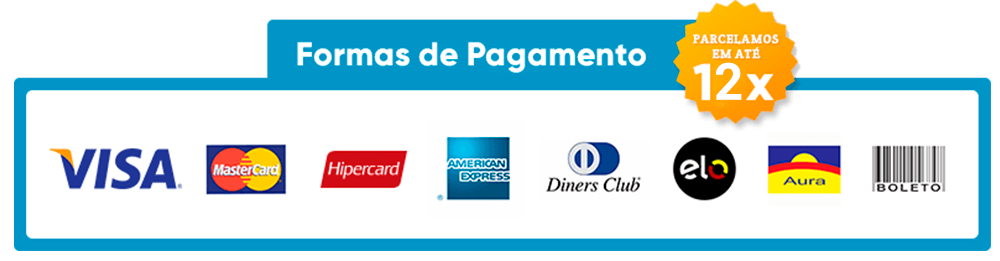 Formas de Pagamento
PARCELAMOS
EM ATÉ
12x
VISA
MasterCard
Hipercard
AMERICAN
EXPRESS
®
Diners Club
elo
Aura
BOLETO